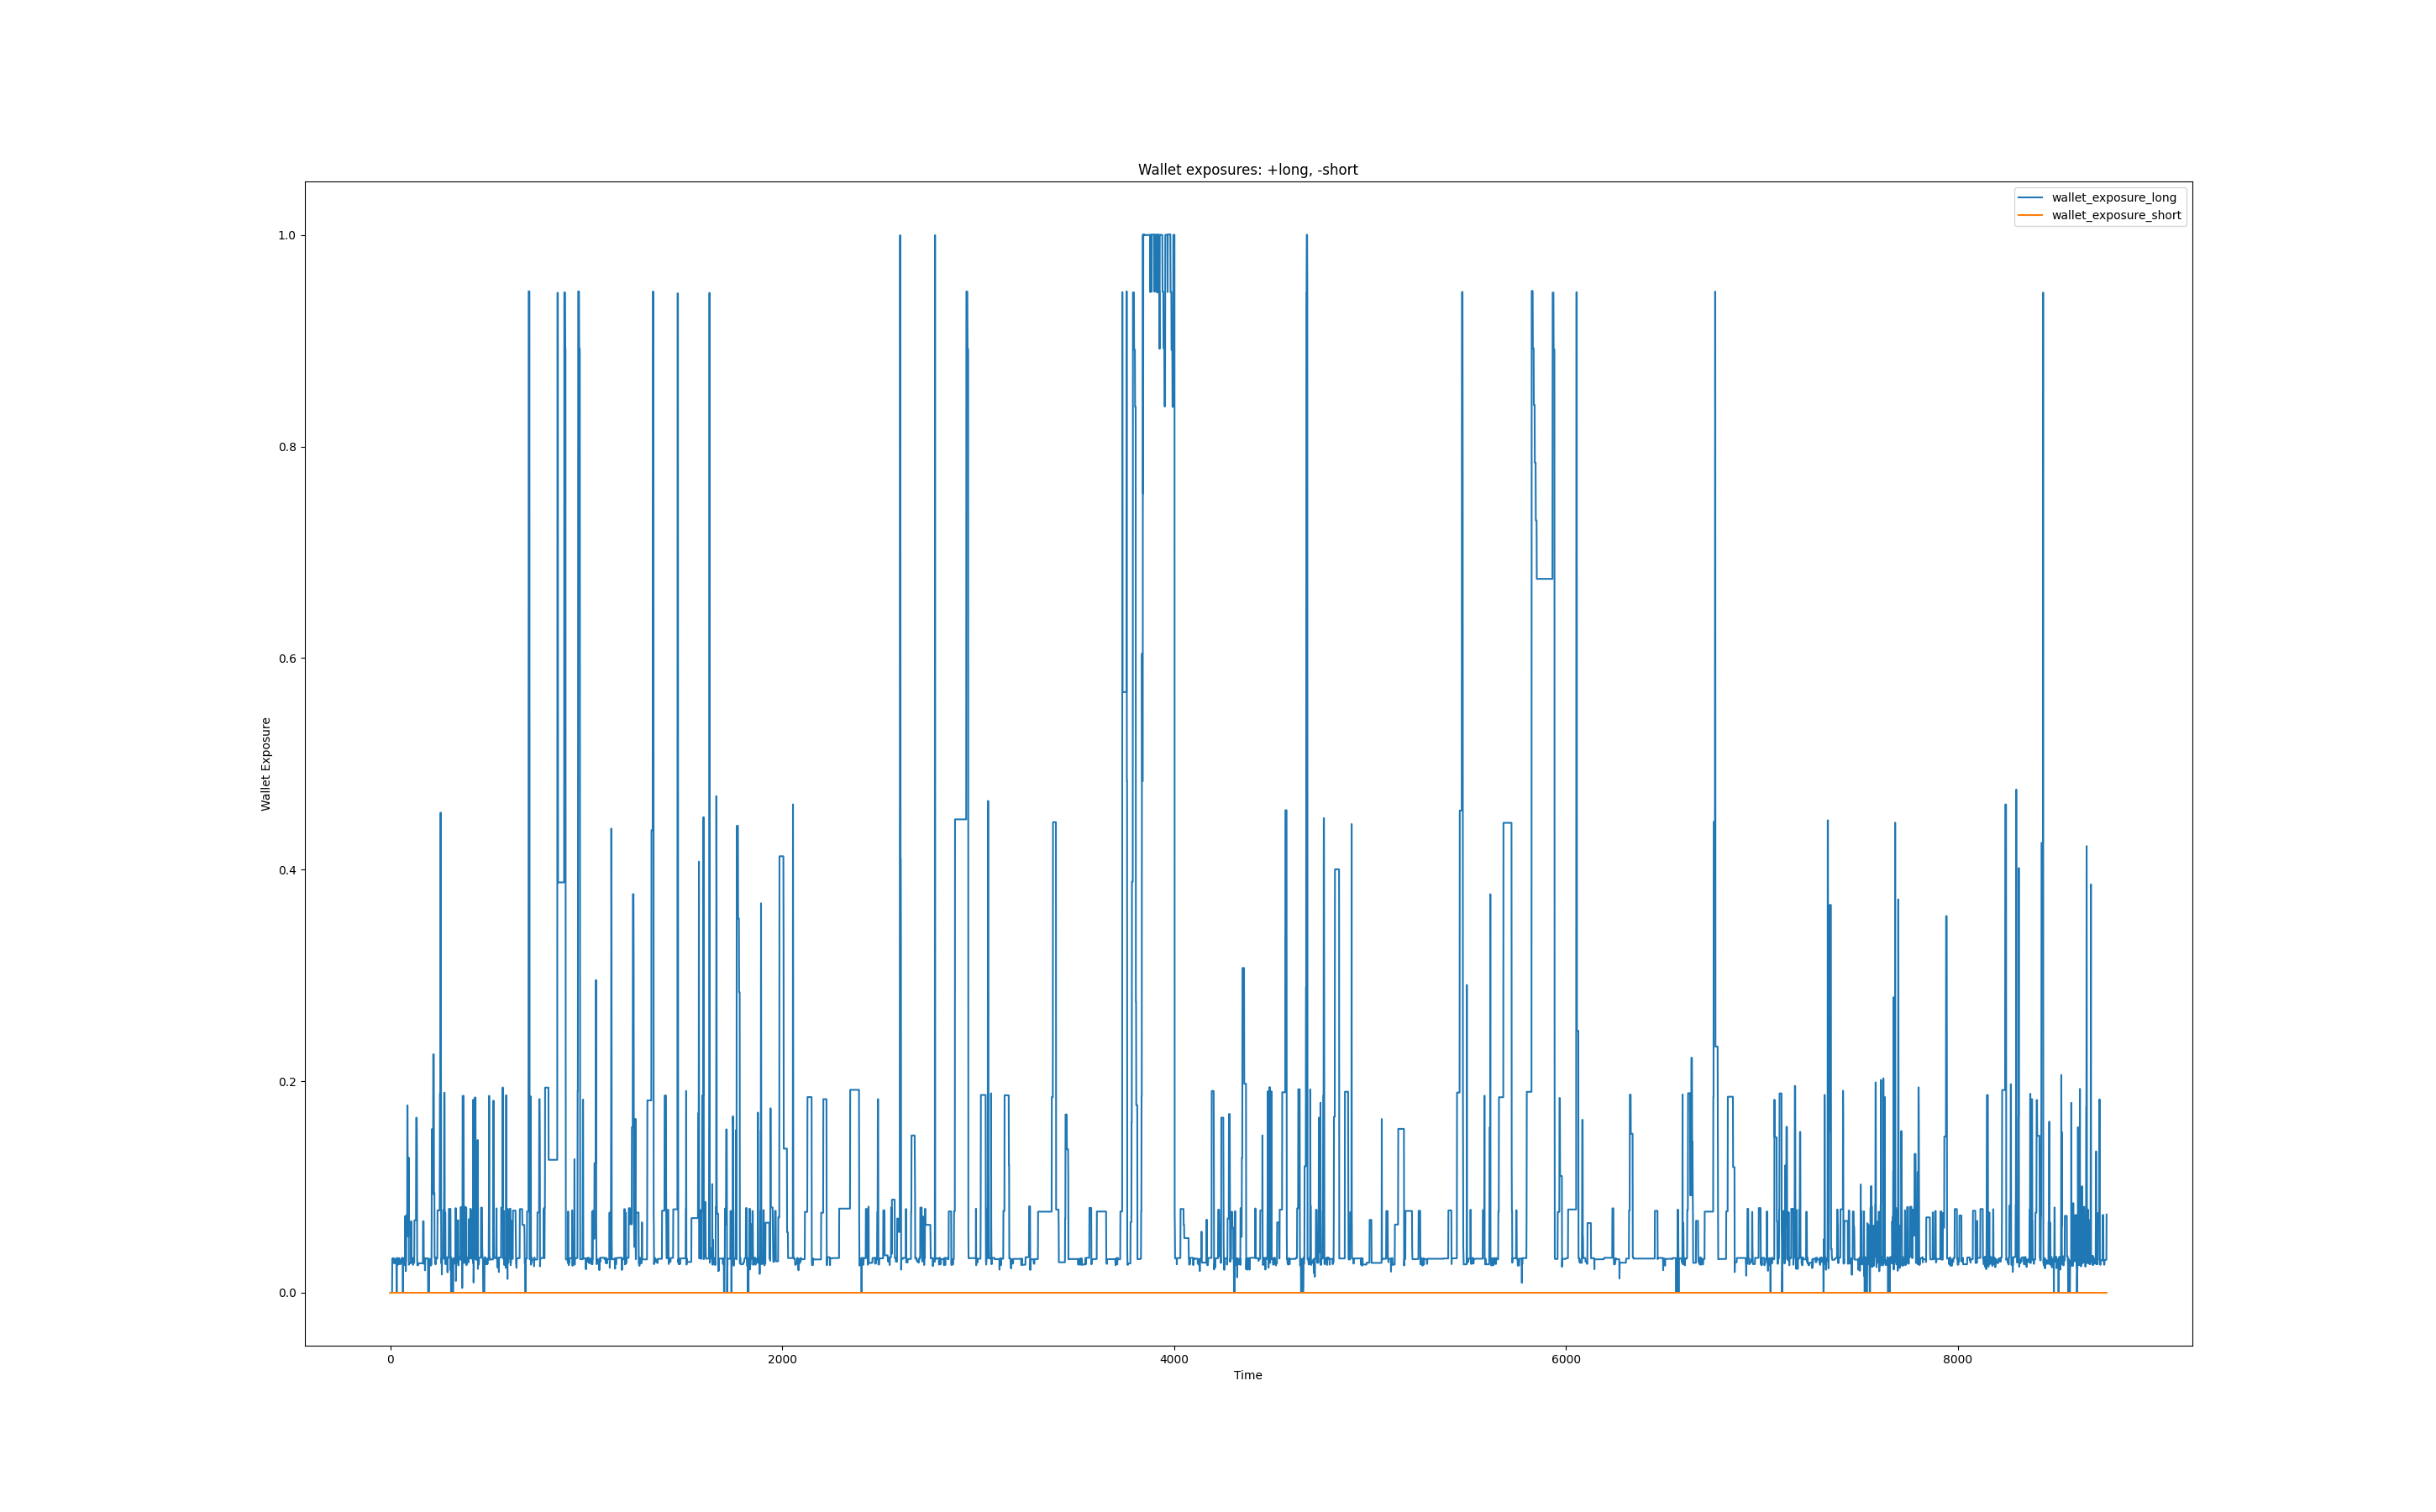 Wallet exposures: +long, -short
wallet_exposure_long
wallet_exposure_short
1.0
0.8
0.6
0.4
0.2
0.0
Wallet Exposure
0 2000 4000 6000 8000
Time